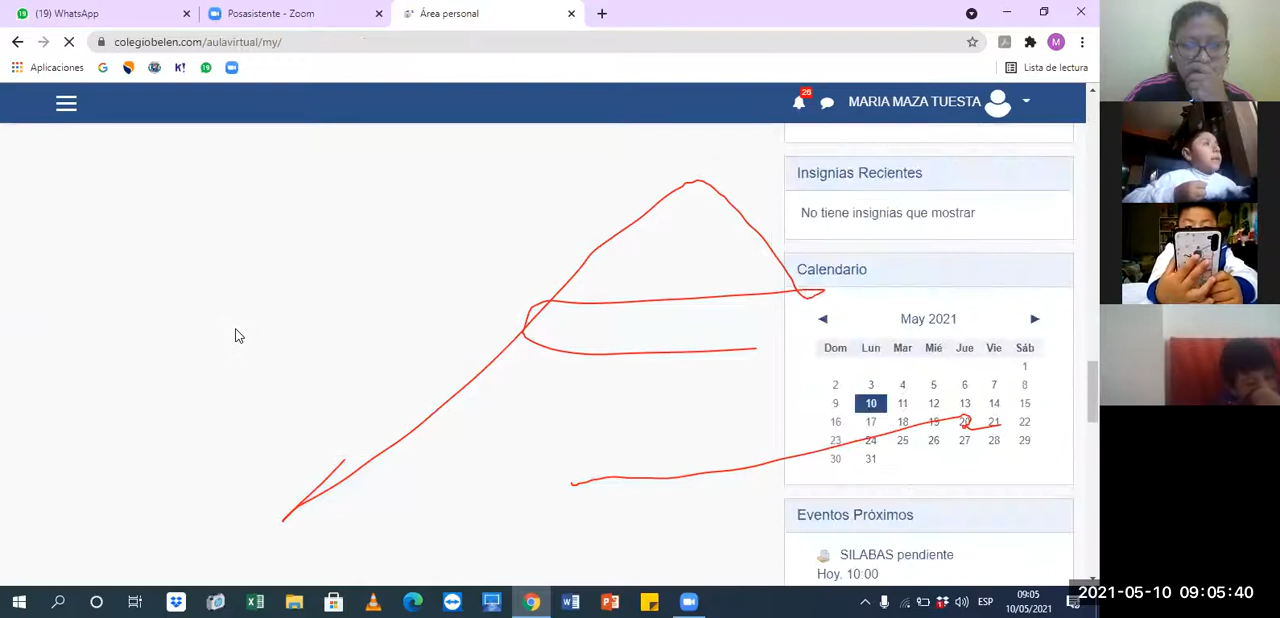 (19) WhatsApp
Posasistente - Zoom
Área personal
colegiobelen.com/aulavirtual/my/
M
Aplicaciones
K!
Lista de lectura
26
MARIA MAZA TUESTA
Insignias Recientes
No tiene insignias que mostrar
Calendario
May 2021
Dom Lun Mar Mié Jue Vie Sáb
1
2 3 4 5 6 7 8
9 10 11 12 13 14 15
16 17 18 19 20 21 22
23 24 25 26 27 28 29
30 31
Eventos Próximos
SILABAS pendiente
Hoy, 10:00
ESP
09:05
10/05/2021
2021-05-10 09:05:40